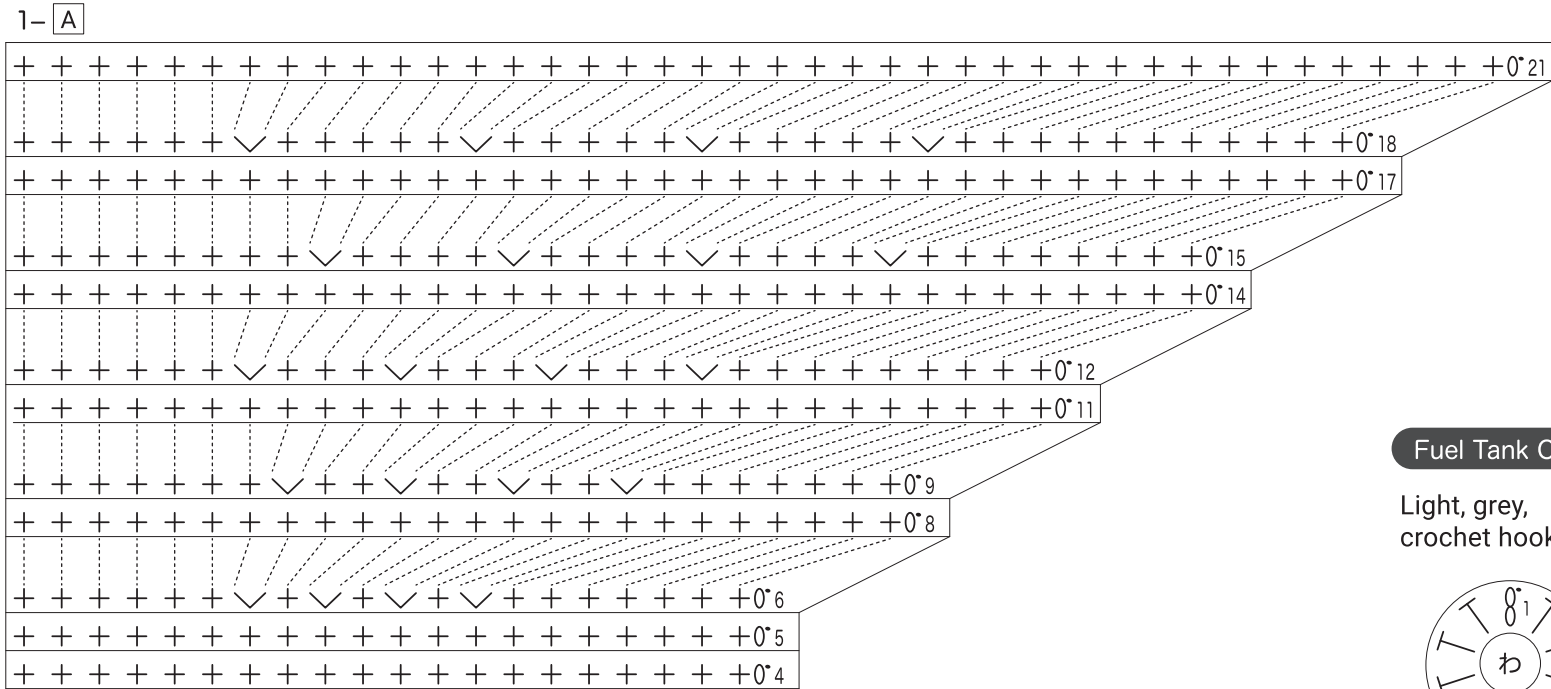 1– A
21
18
17
15
14
12
11
9
8
6
5
4
Fuel Tank C
Light, grey,
crochet hook
1
わ